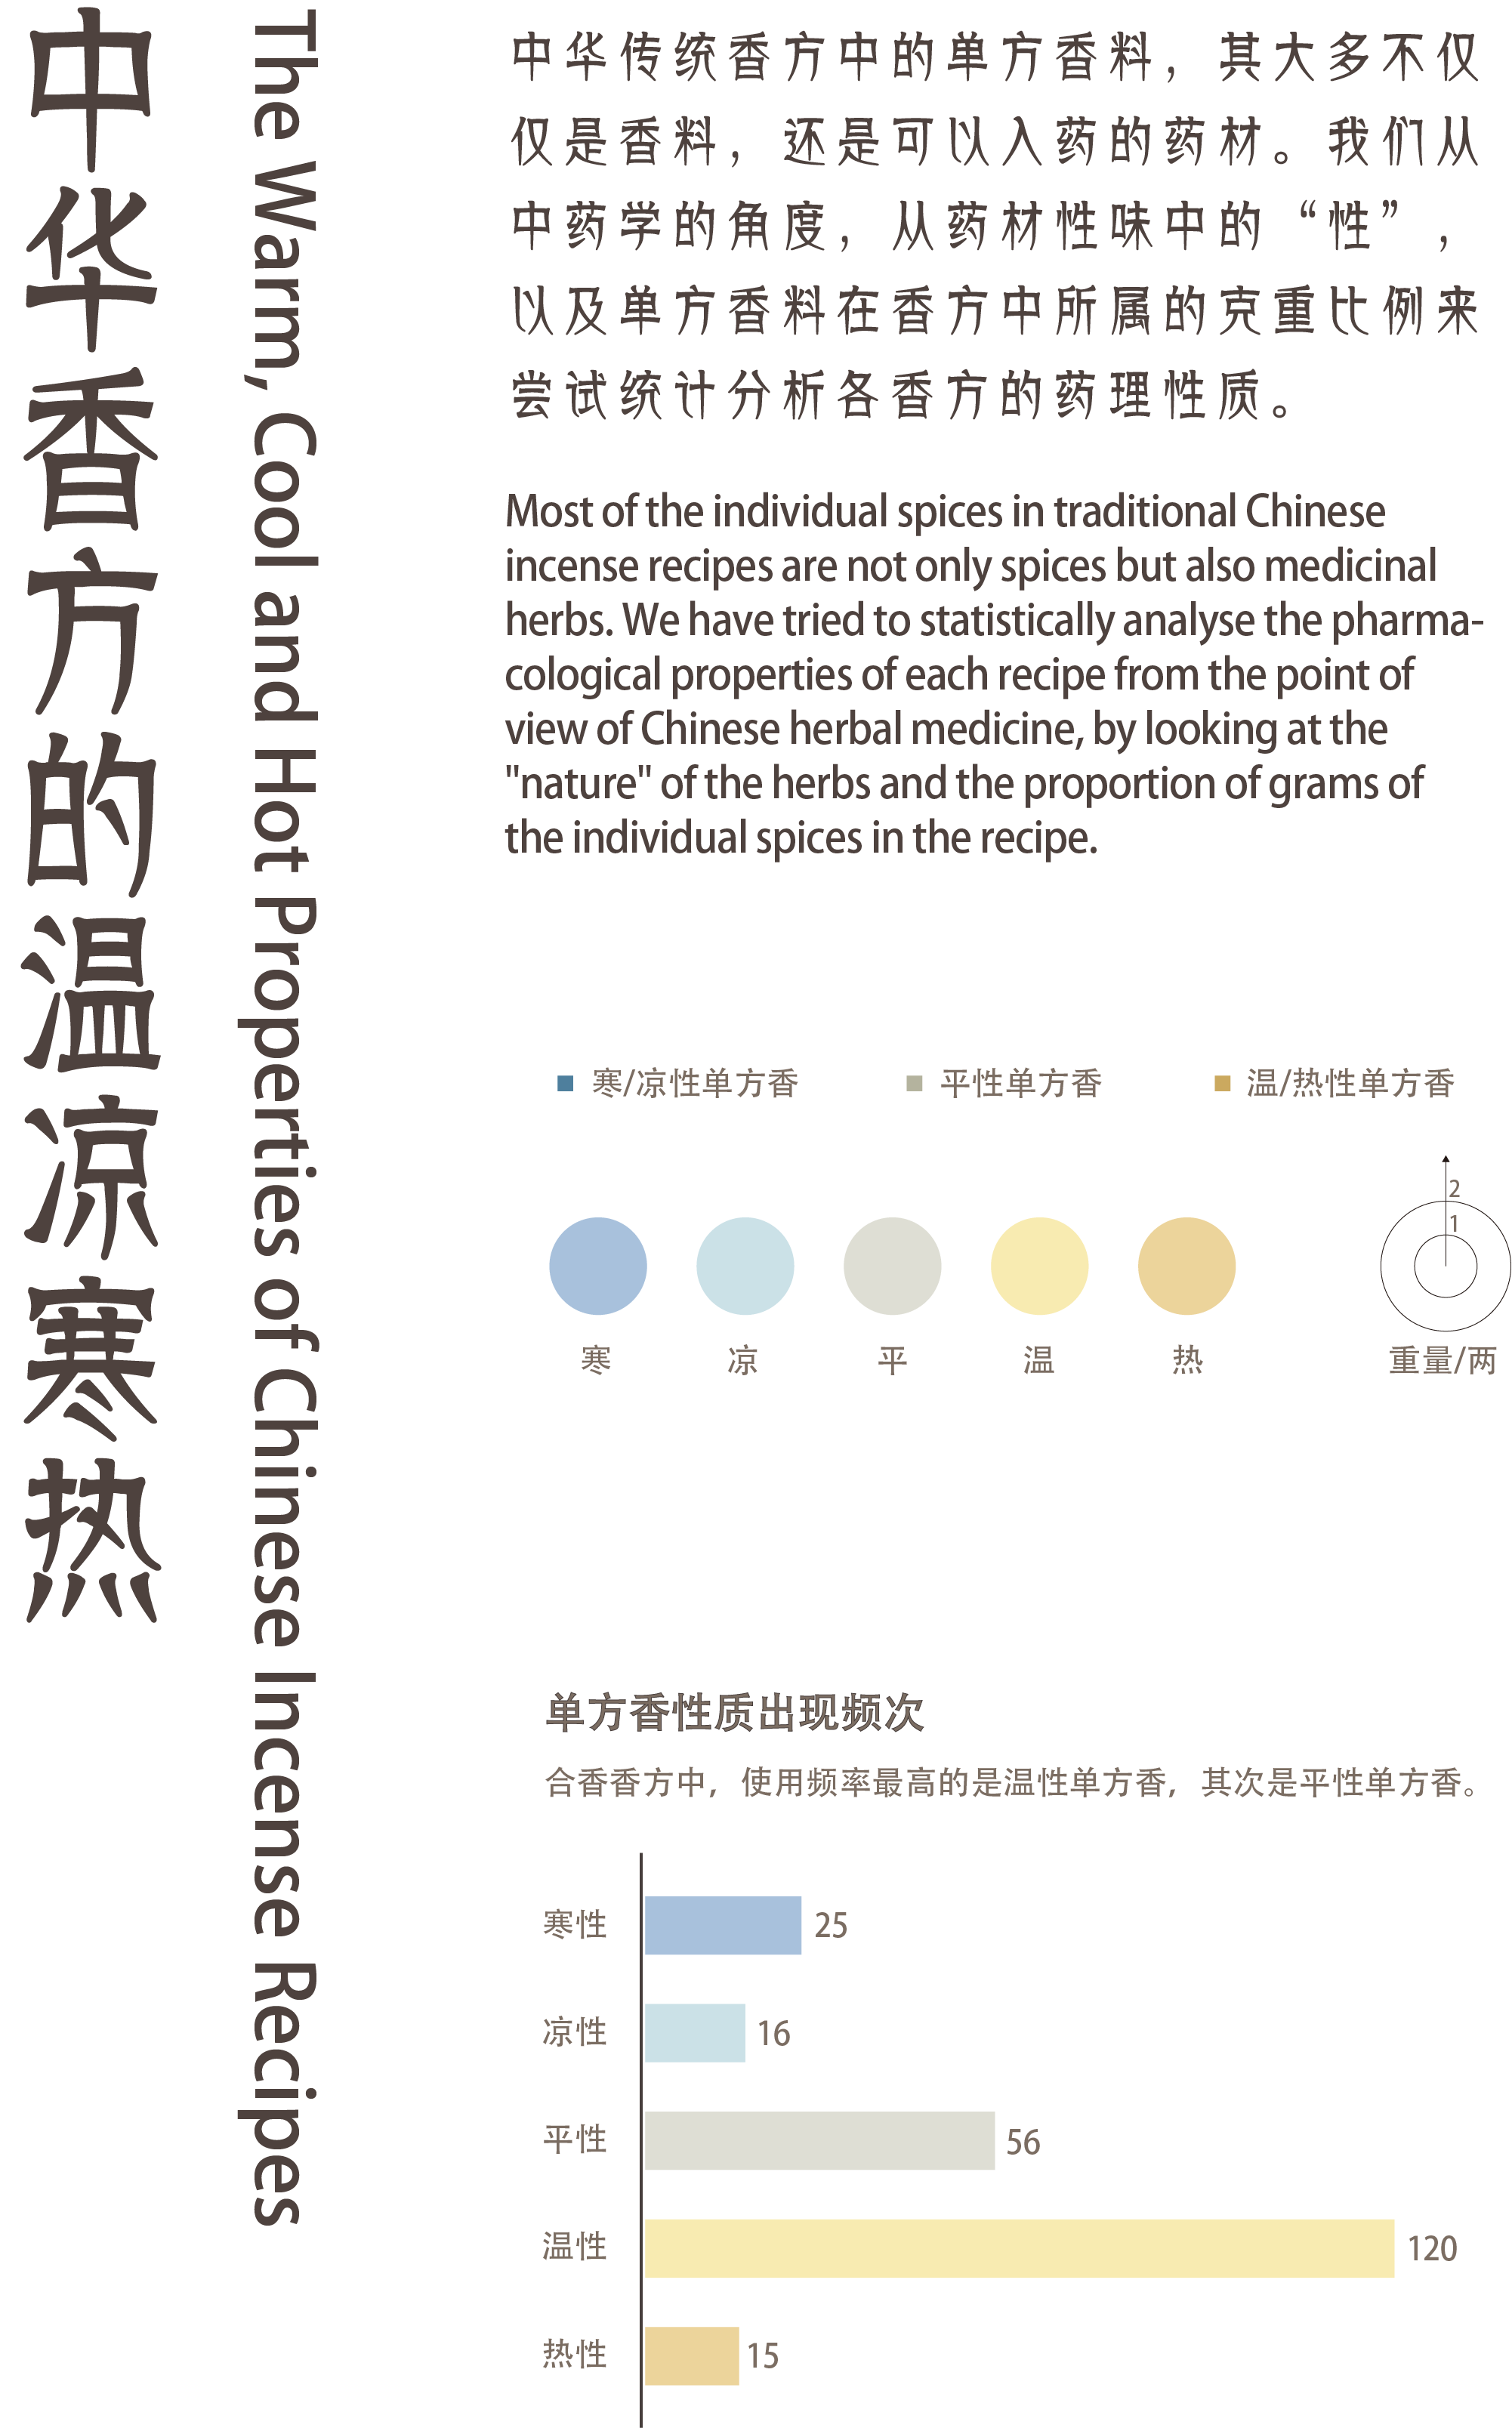 中华香方的温凉寒热
The Warm, Cool and Hot Properties of Chinese Incense Recipes
中华传统香方中的单方香料，其大多不仅
仅是香料，还是可以入药的药材。我们从
中药学的角度，从药材性味中的“性”，
以及单方香料在香方中所属的克重比例来
尝试统计分析各香方的药理性质。
Most of the individual spices in traditional Chinese
incense recipes are not only spices but also medicinal
herbs. We have tried to statistically analyse the pharma-
cological properties of each recipe from the point of
view of Chinese herbal medicine, by looking at the
"nature" of the herbs and the proportion of grams of
the individual spices in the recipe.
寒/凉性单方香 平性单方香 温/热性单方香
2
1
寒 凉 平 温 热 重量/两
单方香性质出现频次
合香香方中，使用频率最高的是温性单方香，其次是平性单方香。
寒性 25
凉性 16
平性 56
温性 120
热性 15